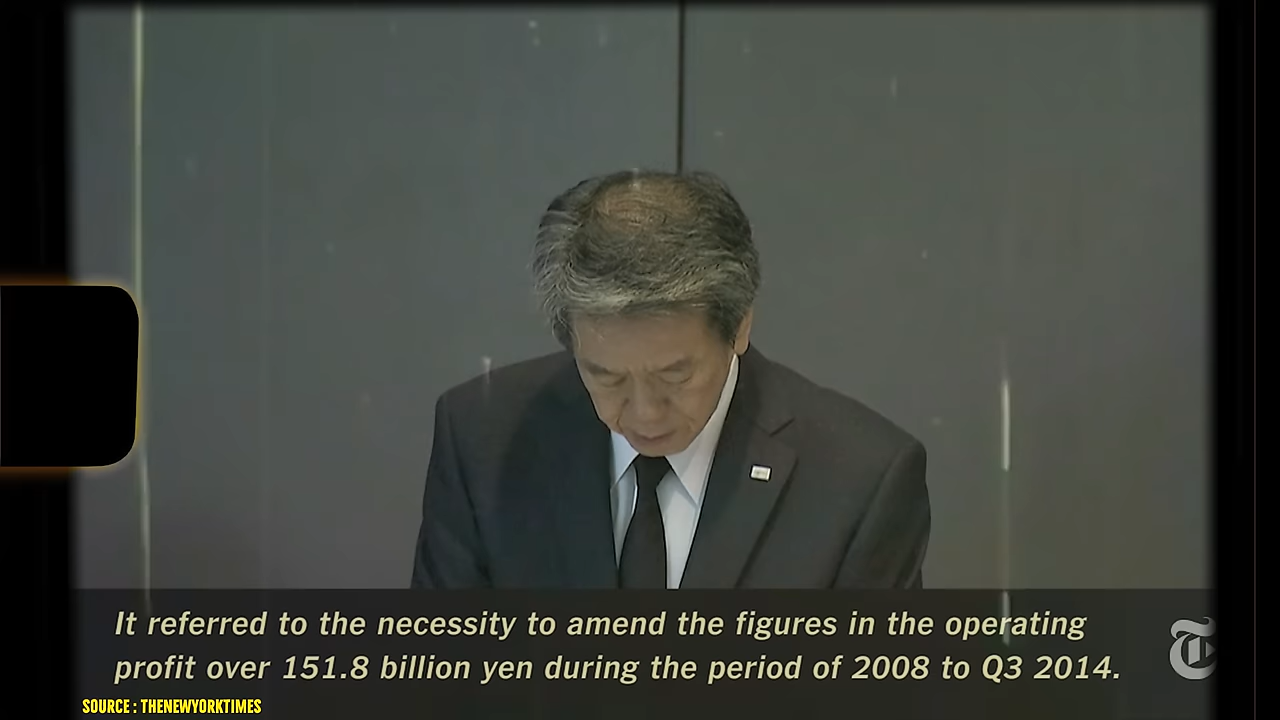 It referred to the necessity to amend the figures in the operating
profit over 151.8 billion yen during the period of 2008 to Q3 2014.
T
SOURCE : THENEWYORKTIMES